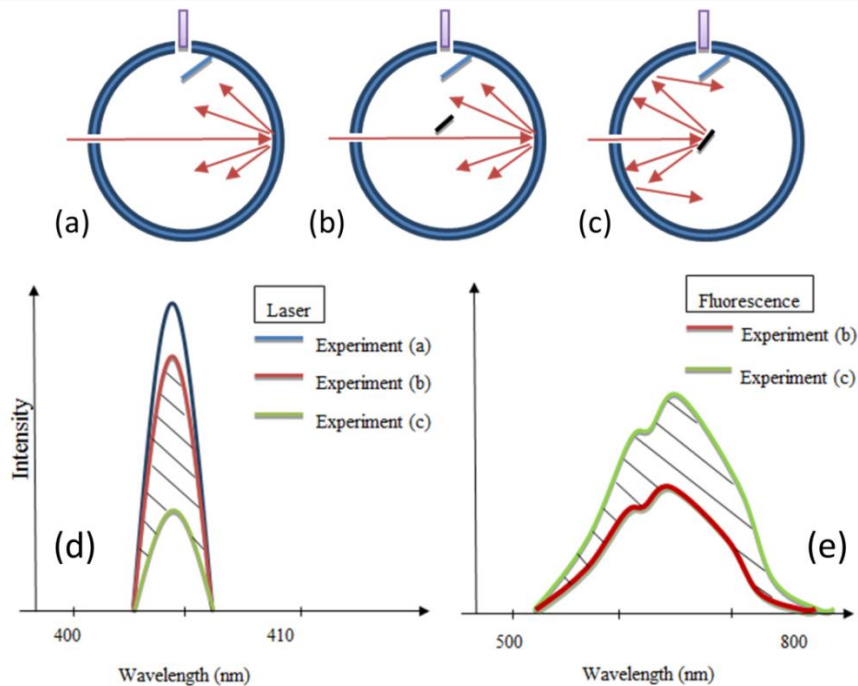 (a)
(b)
(c)
Laser
Experiment (a)
Experiment (b)
Experiment (c)
Intensity
(d)
400
410
Wavelength (nm)
Fluorescence
Experiment (b)
Experiment (c)
(e)
500
800
Wavelength (nm)